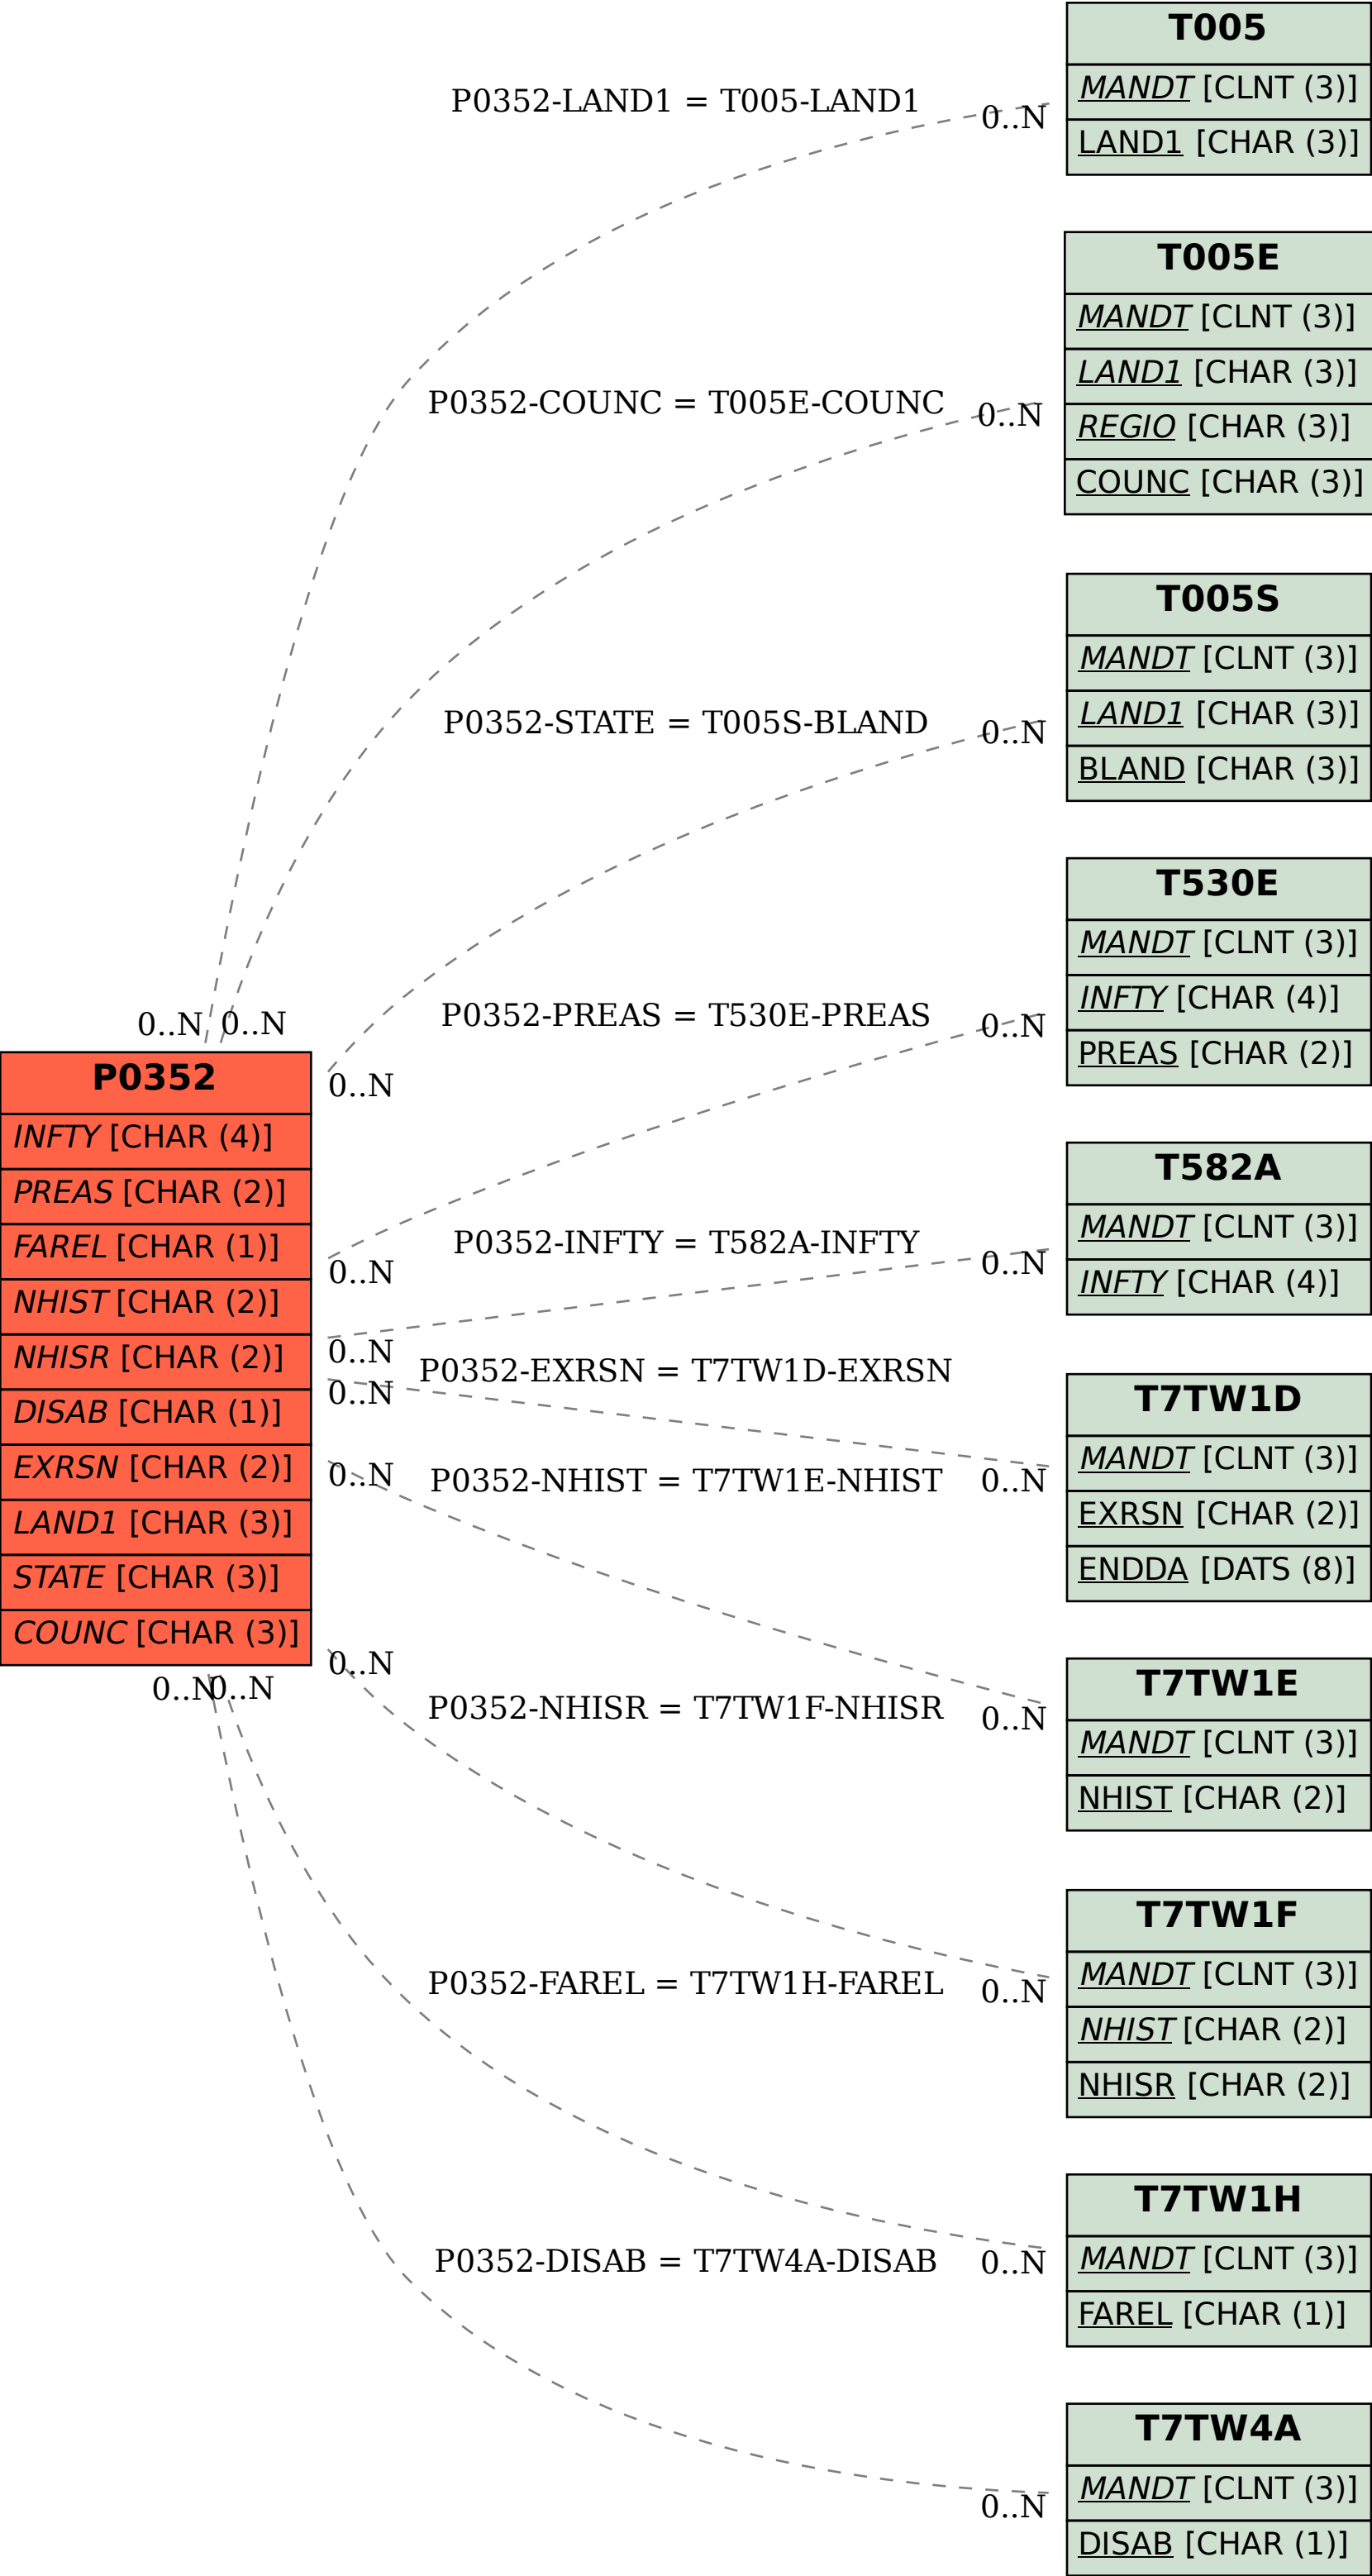 T005
MANDT [CLNT (3)]
LAND1 [CHAR (3)]
P0352-LAND1 = T005-LAND1
0..N
T005E
MANDT [CLNT (3)]
LAND1 [CHAR (3)]
REGIO [CHAR (3)]
COUNC [CHAR (3)]
P0352-COUNC = T005E-COUNC
0..N
T005S
MANDT [CLNT (3)]
LAND1 [CHAR (3)]
BLAND [CHAR (3)]
P0352-STATE = T005S-BLAND
0..N
T530E
MANDT [CLNT (3)]
INFTY [CHAR (4)]
PREAS [CHAR (2)]
P0352-PREAS = T530E-PREAS
0..N
0..N
0..N
P0352
INFTY [CHAR (4)]
PREAS [CHAR (2)]
FAREL [CHAR (1)]
NHIST [CHAR (2)]
NHISR [CHAR (2)]
DISAB [CHAR (1)]
EXRSN [CHAR (2)]
LAND1 [CHAR (3)]
STATE [CHAR (3)]
COUNC [CHAR (3)]
0..N
0..N
0..N
0..N
0..N
0..N
0..N
0..N
T582A
MANDT [CLNT (3)]
INFTY [CHAR (4)]
P0352-INFTY = T582A-INFTY
0..N
P0352-EXRSN = T7TW1D-EXRSN
T7TW1D
MANDT [CLNT (3)]
EXRSN [CHAR (2)]
ENDDA [DATS (8)]
0..N
P0352-NHIST = T7TW1E-NHIST
T7TW1E
MANDT [CLNT (3)]
NHIST [CHAR (2)]
0..N
P0352-NHISR = T7TW1F-NHISR
T7TW1F
MANDT [CLNT (3)]
NHIST [CHAR (2)]
NHISR [CHAR (2)]
0..N
P0352-FAREL = T7TW1H-FAREL
T7TW1H
MANDT [CLNT (3)]
FAREL [CHAR (1)]
0..N
P0352-DISAB = T7TW4A-DISAB
T7TW4A
MANDT [CLNT (3)]
DISAB [CHAR (1)]
0..N